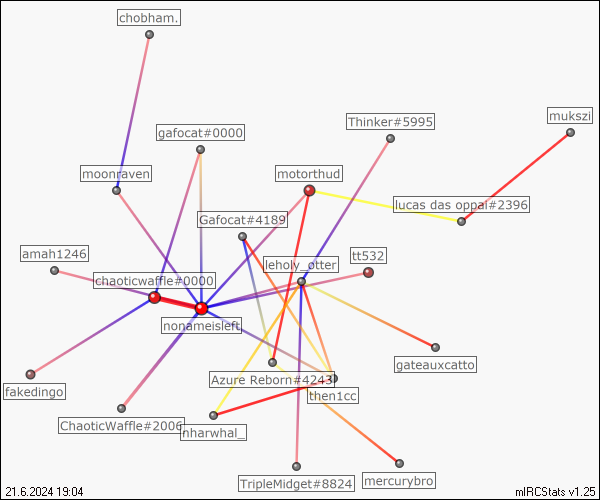 chobham.
mukszi
Thinker#5995
gafocat#0000
moonraven
motorthud
lucas das oppai#2396
Gafocat#4189
amah1246
tt532
leholy_otter
chaoticwaffle#0000
nonameisleft
gateauxcatto
Azure Reborn#4243
fakedingo
then1cc
ChaoticWaffle#2006
nharwhal_
TripleMidget#8824
mercurybro
21.6.2024 19:04
mIRCStats v1.25